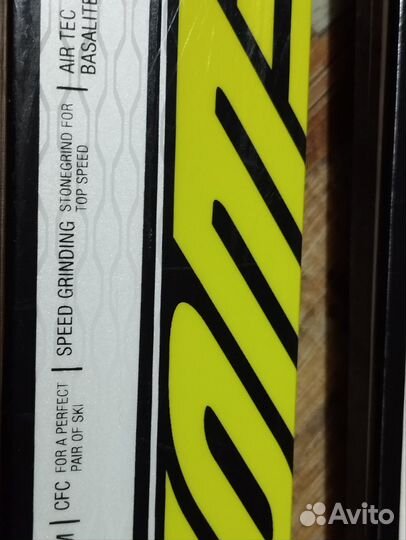 M | CFC FOR A PERFECT
PAIR OF SKI
| SPEED GRINDING STONEGRIND FOR
TOP SPEED
| AIR TEC
BASALITE
Avito